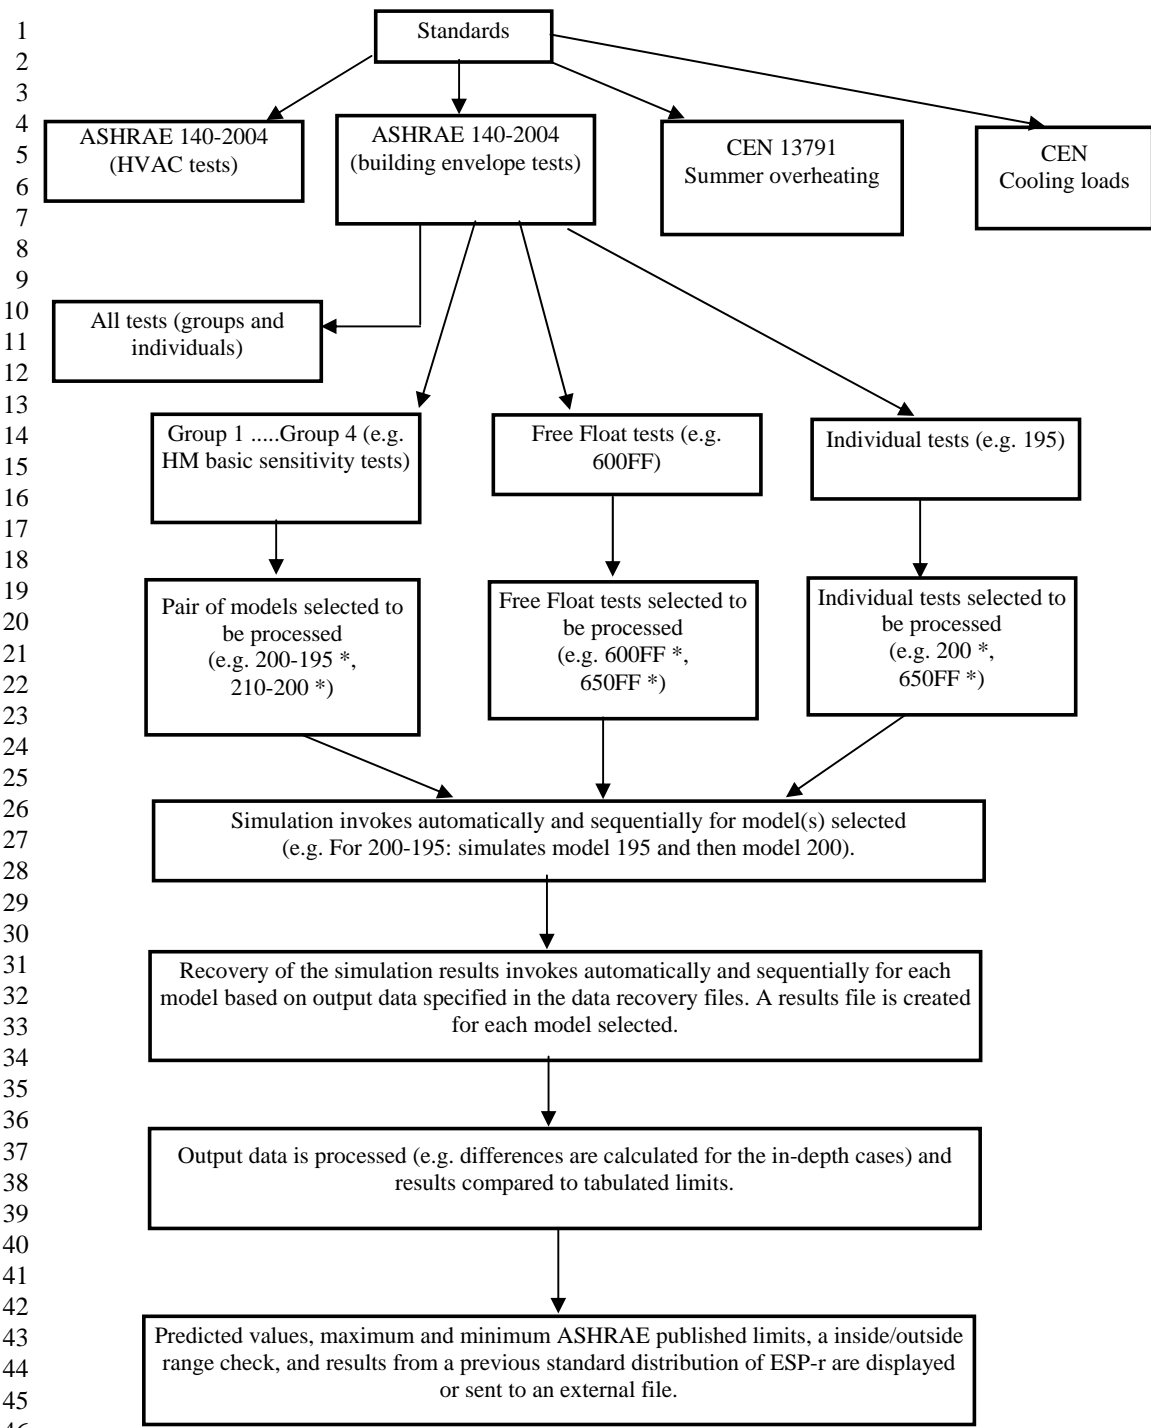 1
2
3
4
5
6
7
8
9
10
11
12
13
14
15
16
17
18
19
20
21
22
23
24
25
26
27
28
29
30
31
32
33
34
35
36
37
38
39
40
41
42
43
44
45
46
Standards
ASHRAE 140-2004
(HVAC tests)
ASHRAE 140-2004
(building envelope tests)
CEN 13791
Summer overheating
CEN
Cooling loads
All tests (groups and
individuals)
Group 1 .....Group 4 (e.g.
HM basic sensitivity tests)
Free Float tests (e.g.
600FF)
Individual tests (e.g. 195)
Pair of models selected to
be processed
(e.g. 200-195 *,
210-200 *)
Free Float tests selected to
be processed
(e.g. 600FF *,
650FF *)
Individual tests selected to
be processed
(e.g. 200 *,
650FF *)
Simulation invokes automatically and sequentially for model(s) selected
(e.g. For 200-195: simulates model 195 and then model 200).
Recovery of the simulation results invokes automatically and sequentially for each
model based on output data specified in the data recovery files. A results file is created
for each model selected.
Output data is processed (e.g. differences are calculated for the in-depth cases) and
results compared to tabulated limits.
Predicted values, maximum and minimum ASHRAE published limits, a inside/outside
range check, and results from a previous standard distribution of ESP-r are displayed
or sent to an external file.